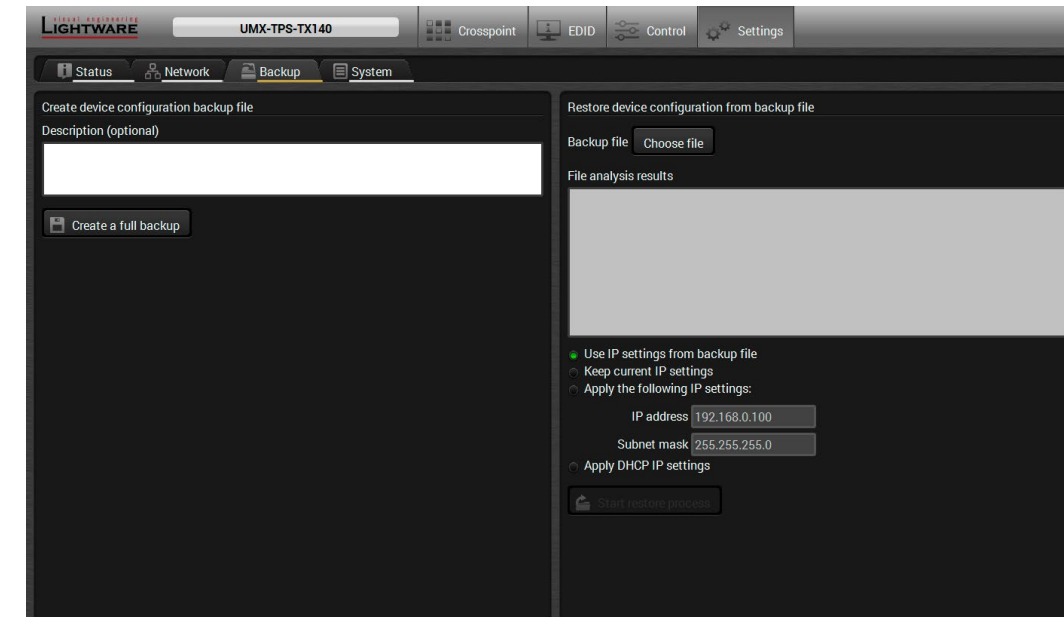 visual engineering
LIGHTWARE
UMX-TPS-TX140
Crosspoint
EDID
Control
Settings
Status
Network
Backup
System
Create device configuration backup file
Description (optional)
Create a full backup
Restore device configuration from backup file
Backup file Choose file
File analysis results
Use IP settings from backup file
Keep current IP settings
Apply the following IP settings:
IP address 192.168.0.100
Subnet mask 255.255.255.0
Apply DHCP IP settings
Start restore process